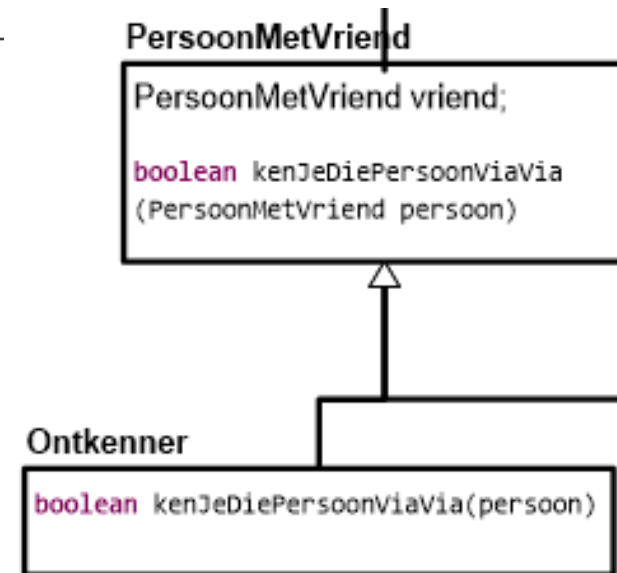 PersoonMetVriend
PersoonMetVriend vriend;
boolean kenJeDiePersoonViaVia
(PersoonMetVriend persoon)
Ontkenner
boolean kenJeDiePersoonViaVia(persoon)